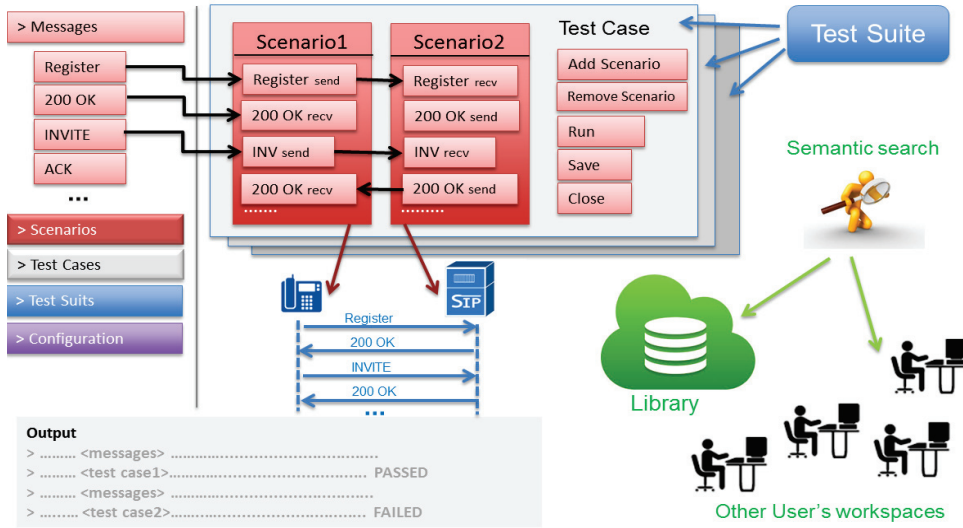 > Messages
Register
200 OK
INVITE
ACK
...
> Scenarios
> Test Cases
> Test Suits
> Configuration
Scenario1
Register send
200 OK recv
INV send
200 OK recv
........
Scenario2
Register recv
200 OK send
INV recv
200 OK send
.........
Test Case
Add Scenario
Remove Scenario
Run
Save
Close
Test Suite
Semantic search
SIP
Register
200 OK
INVITE
200 OK
...
Library
Other User's workspaces
Output
> ......... <messages> ..........................................
> ......... <test case1>................................................ PASSED
> ......... <messages> ..........................................
> ......... <test case2>............................................... FAILED